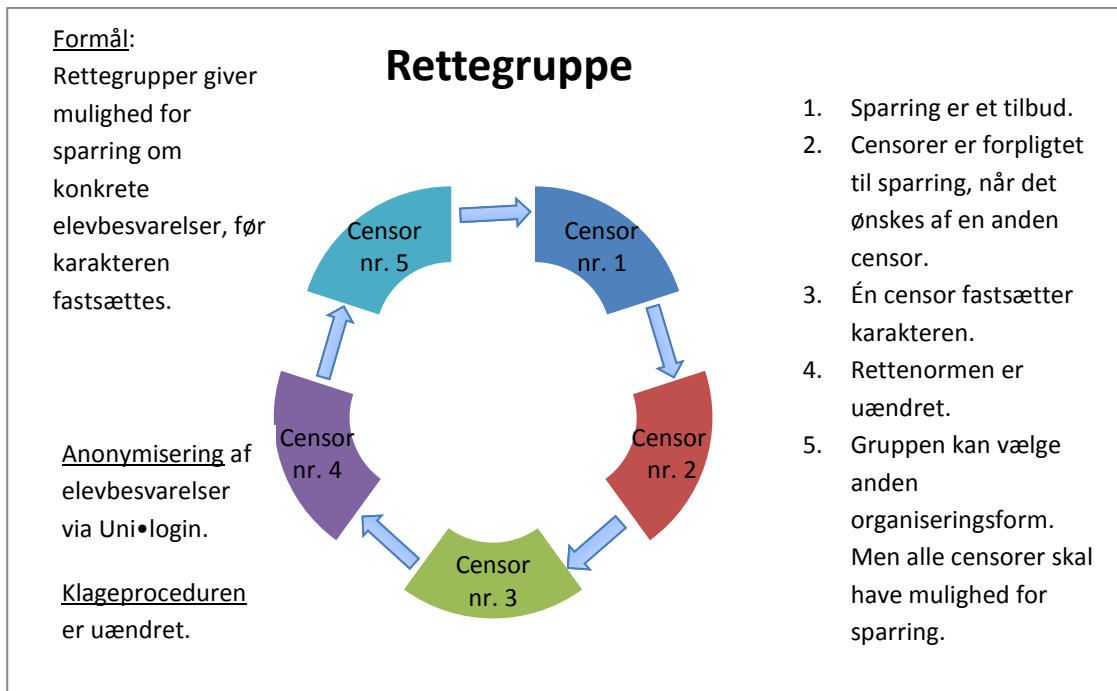 Rettegruppe
Formål:
Rettegrupper giver
mulighed for
sparring om
konkrete
elevbesvarelser, før
karakteren
fastsættes.
Anonymisering af
elevbesvarelser
via Uni•login.
Klageproceduren
er uændret.
Censor
nr. 1
Censor
nr. 2
Censor
nr. 3
Censor
nr. 4
Censor
nr. 5
1. Sparring er et tilbud.
2. Censorer er forpligtet
til sparring, når det
ønskes af en anden
censor.
3. Én censor fastsætter
karakteren.
4. Rettenormen er
uændret.
5. Gruppen kan vælge
anden
organiseringsform.
Men alle censorer skal
have mulighed for
sparring.